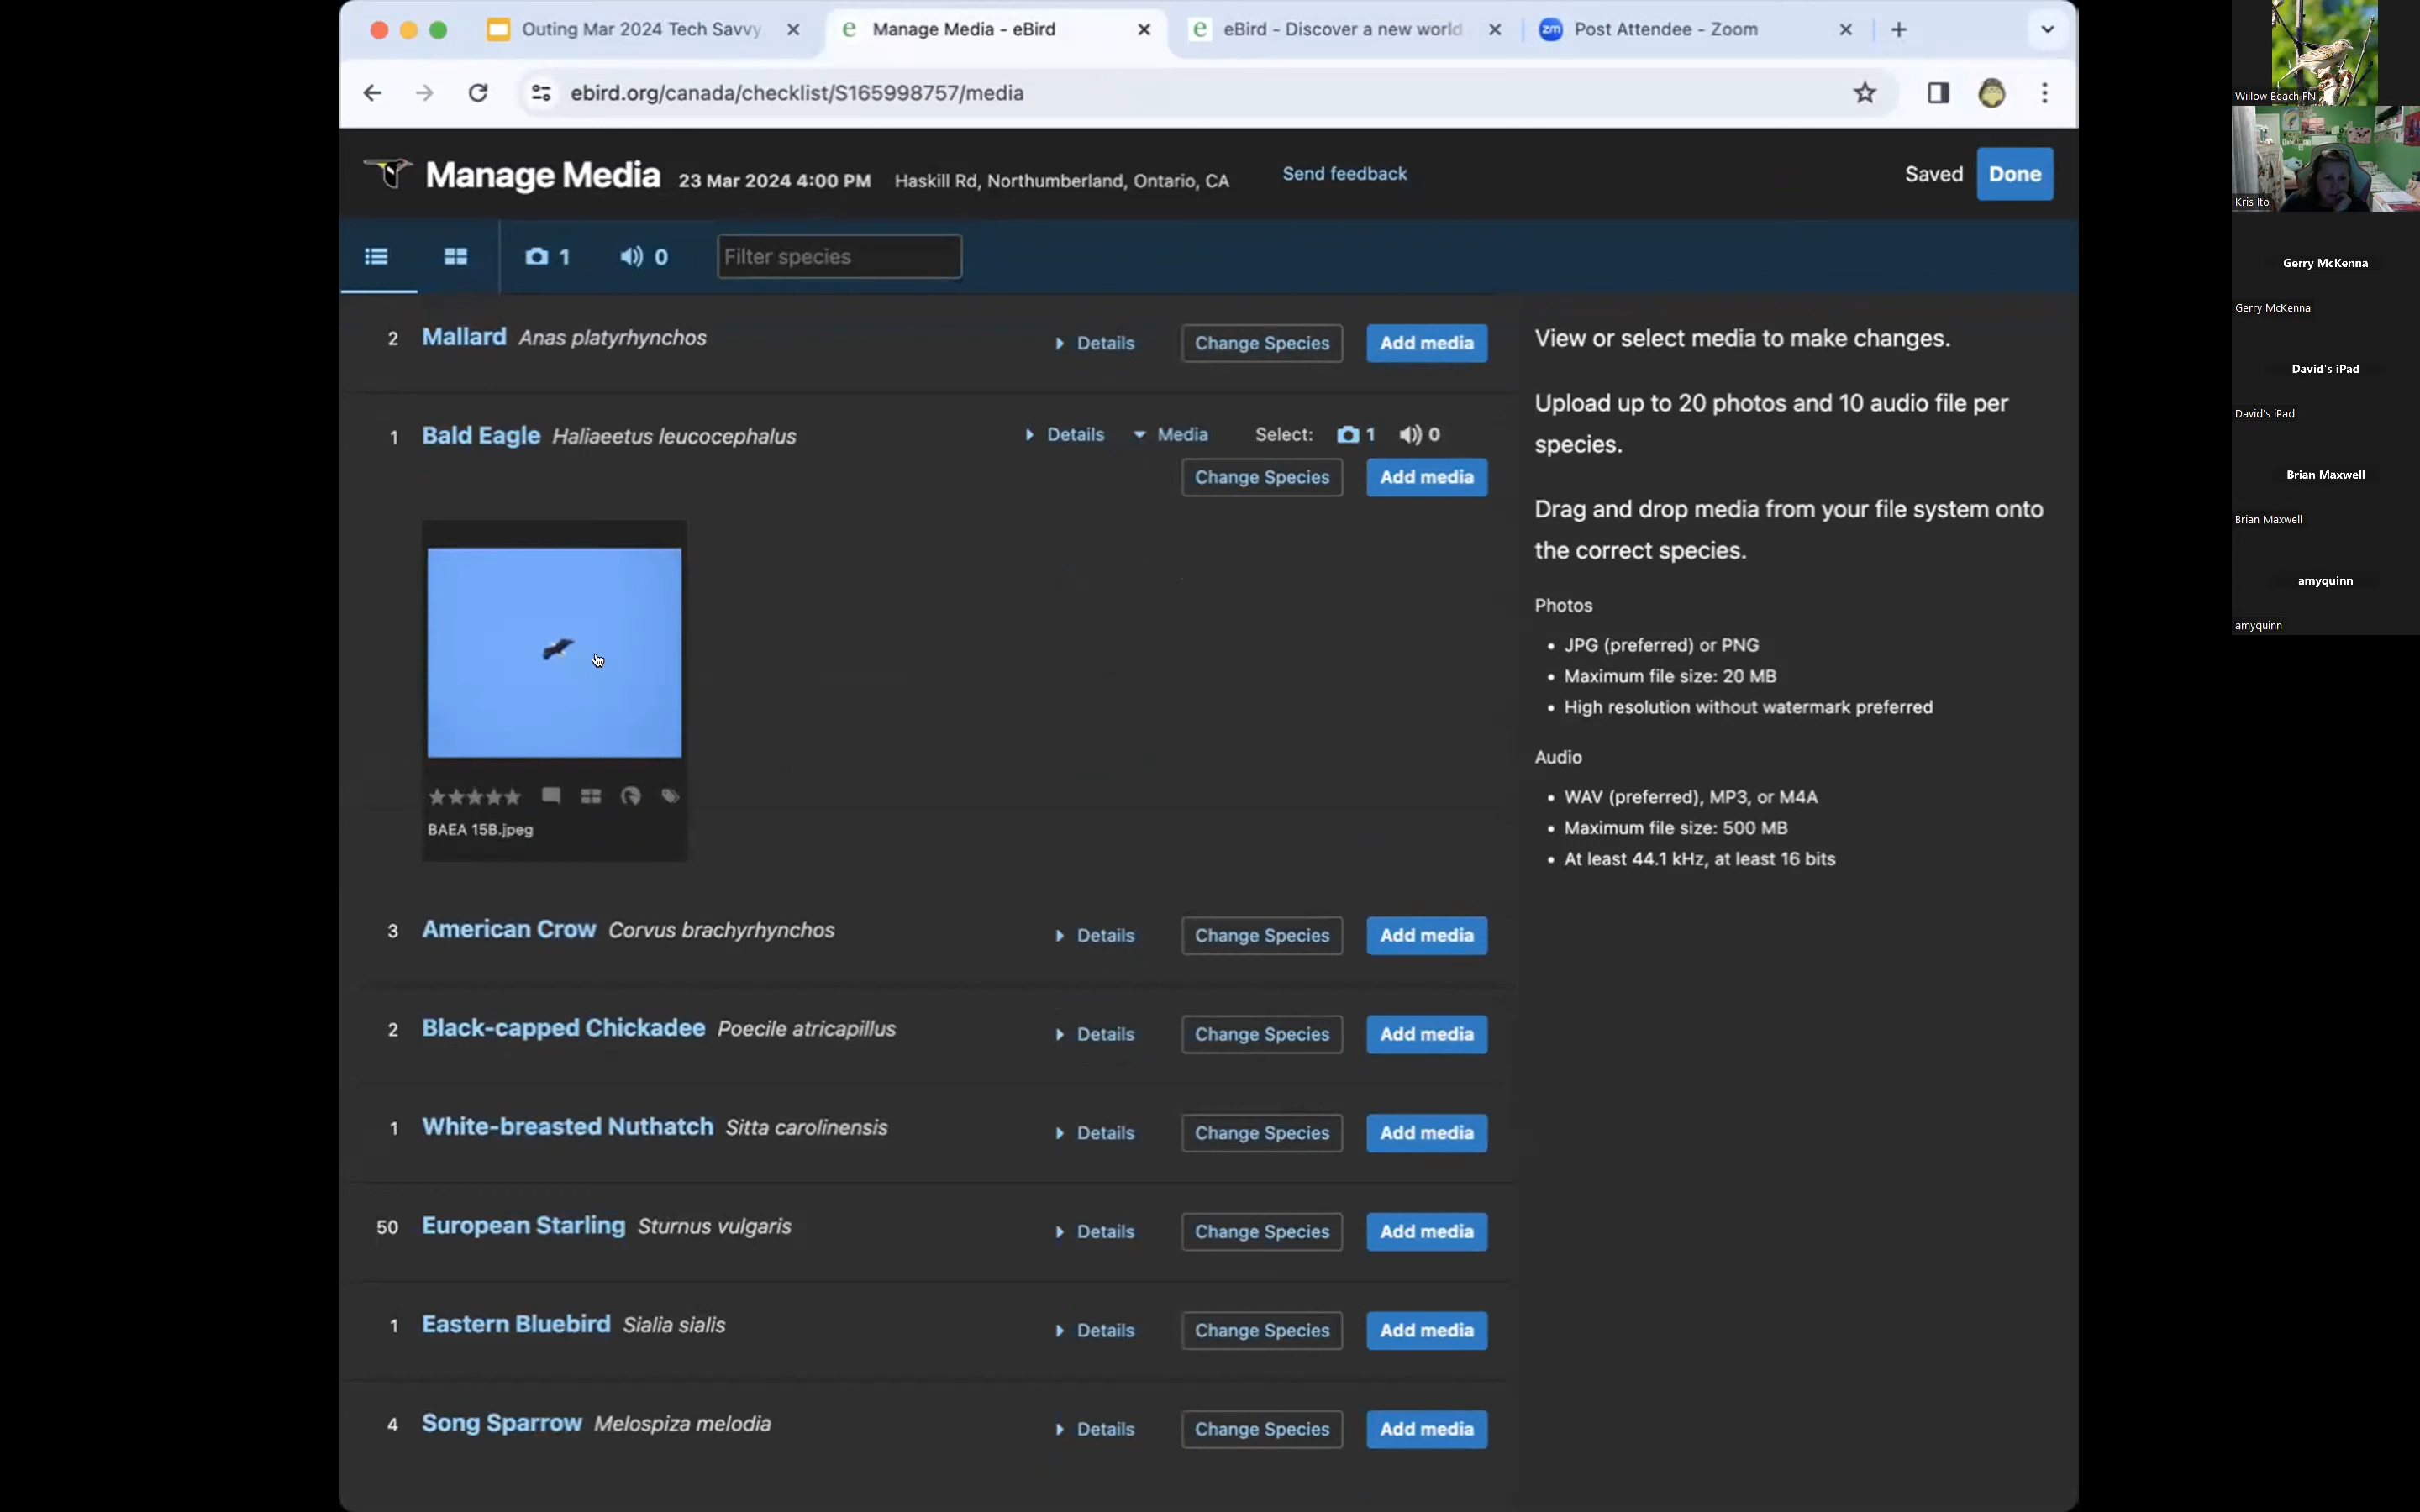 Outing Mar 2024 Tech Savvy
Manage Media - eBird
eBird - Discover a new world
zm Post Attendee - Zoom
ebird.org/canada/checklist/S165998757/media
Manage Media 23 Mar 2024 4:00 PM Haskill Rd, Northumberland, Ontario, CA Send feedback Saved Done
1 0 Filter species
2 Mallard Anas platyrhynchos Details Change Species Add media
1 Bald Eagle Haliaeetus leucocephalus Details Media Select: 1 0
Change Species Add media
BAEA 15B.jpeg
3 American Crow Corvus brachyrhynchos Details Change Species Add media
2 Black-capped Chickadee Poecile atricapillus Details Change Species Add media
1 White-breasted Nuthatch Sitta carolinensis Details Change Species Add media
50 European Starling Sturnus vulgaris Details Change Species Add media
1 Eastern Bluebird Sialia sialis Details Change Species Add media
4 Song Sparrow Melospiza melodia Details Change Species Add media
View or select media to make changes.
Upload up to 20 photos and 10 audio file per
species.
Drag and drop media from your file system onto
the correct species.
Photos
• JPG (preferred) or PNG
• Maximum file size: 20 MB
• High resolution without watermark preferred
Audio
• WAV (preferred), MP3, or M4A
• Maximum file size: 500 MB
• At least 44.1 kHz, at least 16 bits
Willow Beach FN
Kris Ito
Gerry McKenna
Gerry McKenna
David's iPad
David's iPad
Brian Maxwell
Brian Maxwell
amyquinn
amyquinn